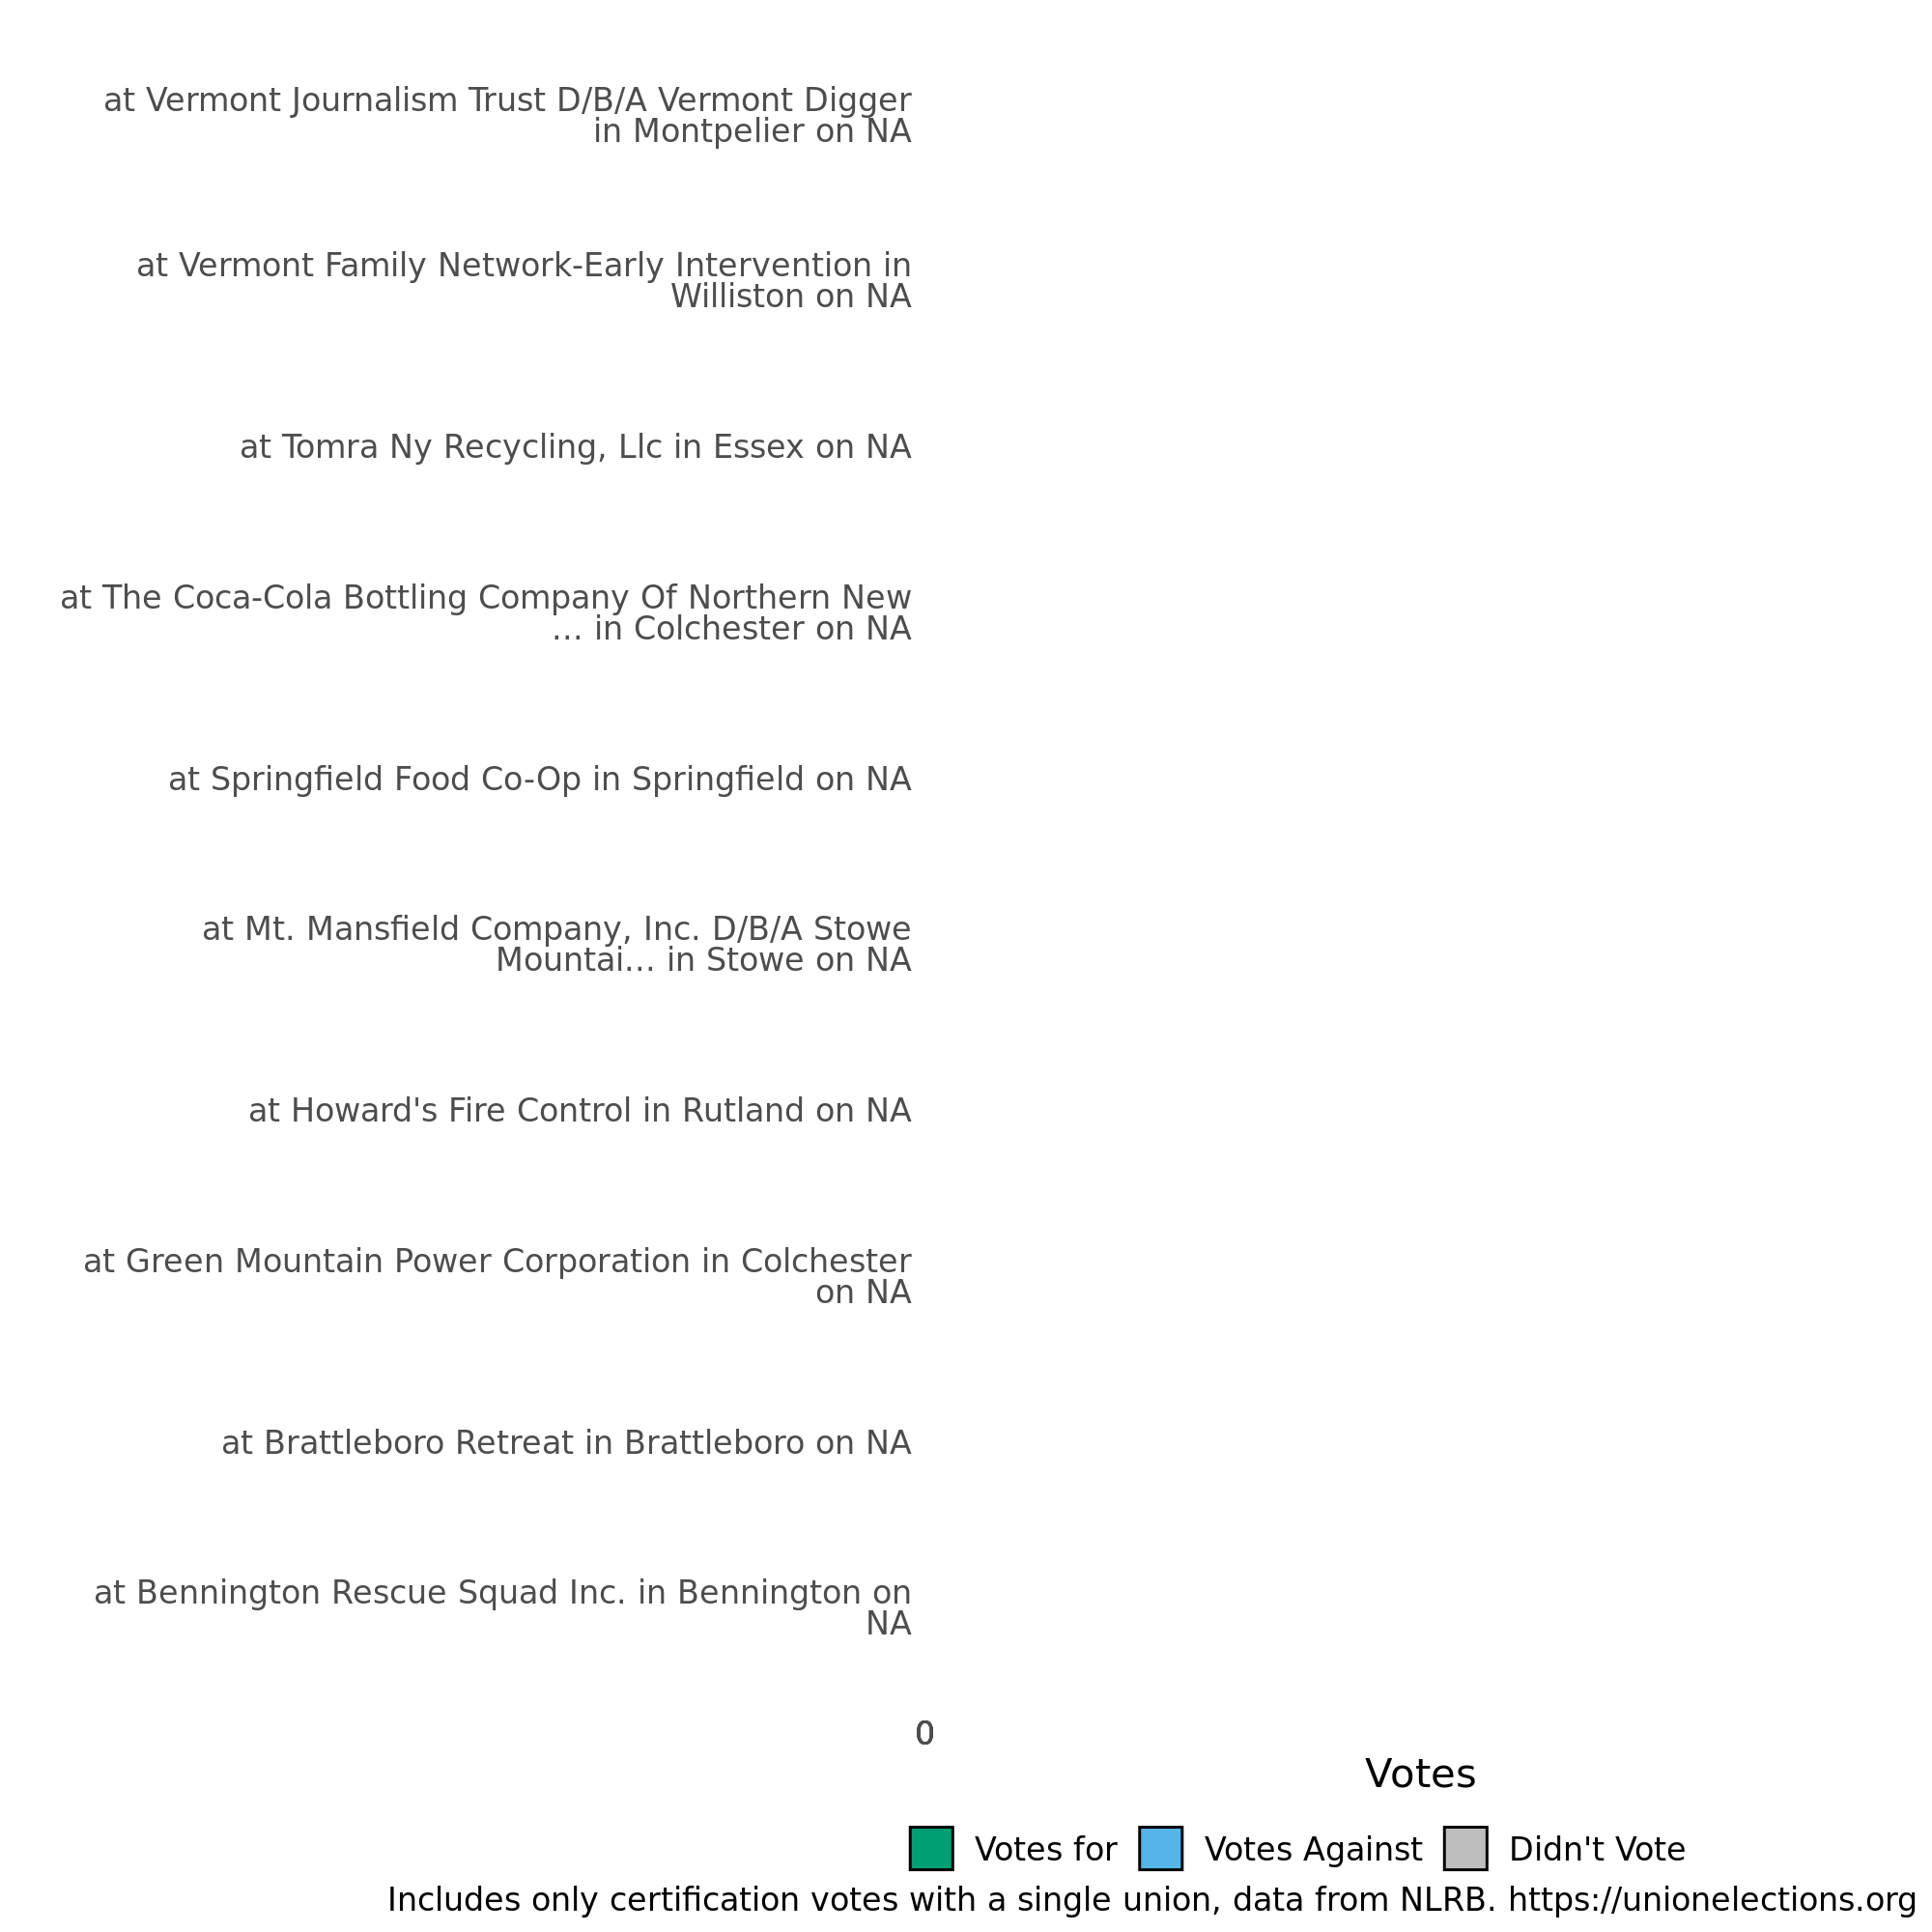 at Vermont Journalism Trust D/B/A Vermont Digger
in Montpelier on NA
at Vermont Family Network-Early Intervention in
Williston on NA
at Tomra Ny Recycling, Llc in Essex on NA
at The Coca-Cola Bottling Company Of Northern New
... in Colchester on NA
at Springfield Food Co-Op in Springfield on NA
at Mt. Mansfield Company, Inc. D/B/A Stowe
Mountai... in Stowe on NA
at Howard's Fire Control in Rutland on NA
at Green Mountain Power Corporation in Colchester
on NA
at Brattleboro Retreat in Brattleboro on NA
at Bennington Rescue Squad Inc. in Bennington on
NA
0
Votes
Votes for Votes Against Didn't Vote
Includes only certification votes with a single union, data from NLRB. https://unionelections.org